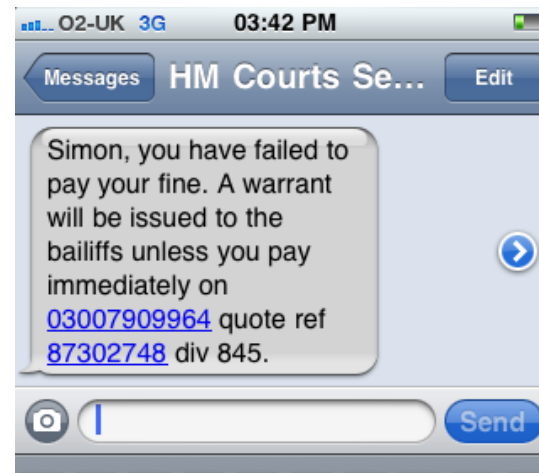 O2-UK 3G 03:42 PM
Messages HM Courts Se... Edit
Simon, you have failed to
pay your fine. A warrant
will be issued to the
bailiffs unless you pay
immediately on
03007909964 quote ref
87302748 div 845.
Send